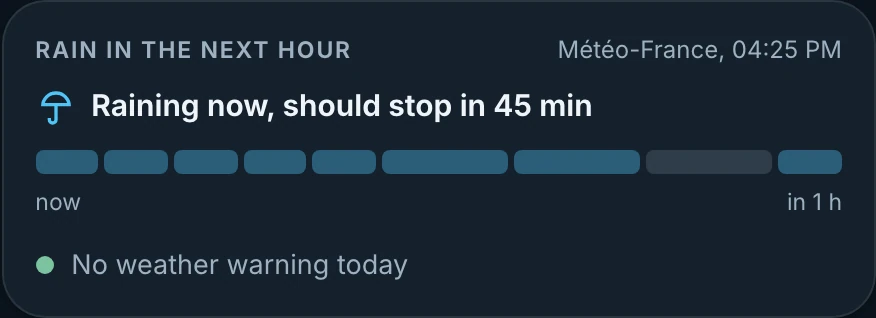 RAIN IN THE NEXT HOUR
Météo-France, 04:25 PM
Raining now, should stop in 45 min
now
in 1 h
No weather warning today